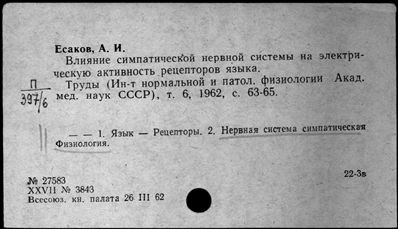 Есаков, А. И.
Влияние симпатической нервной системы на электри-
ческую активность рецепторов языка.
П
397/6
Труды (Ин-т нормальной и патол. физиологии Акад.
мед. наук СССР), т. 6, 1962, с. 63-65.
— — 1. Язык — Рецепторы. 2. Нервная система симпатическая
Физиология.
№ 27583
22-3в
XXVII № 3843
Всесоюз. кн. палата 26 III 62